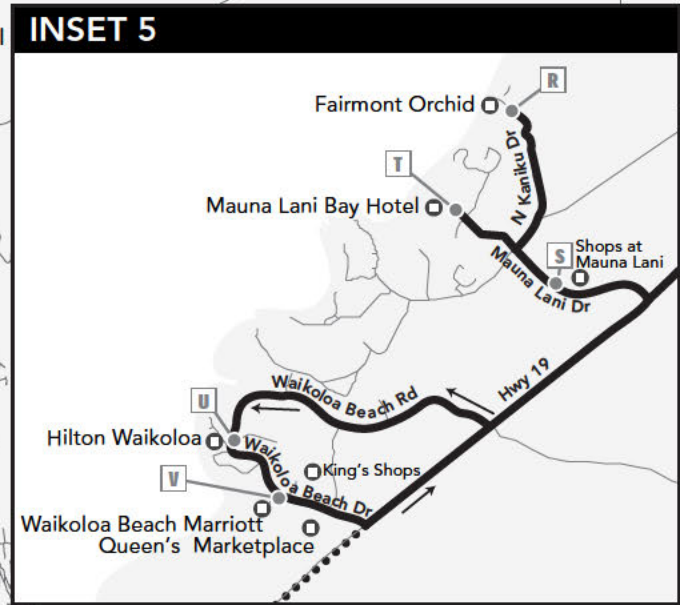 l
INSET 5
R
Fairmont Orchid
N Kaniku Dr
T
Mauna Lani Bay Hotel
S
Shops at
Mauna Lani
Mauna Lani Dr
Hwy 19
Waikoloa Beach Rd
U
Hilton Waikoloa
Waikoloa Beach Dr
King's Shops
V
Waikoloa Beach Marriott
Queen's Marketplace